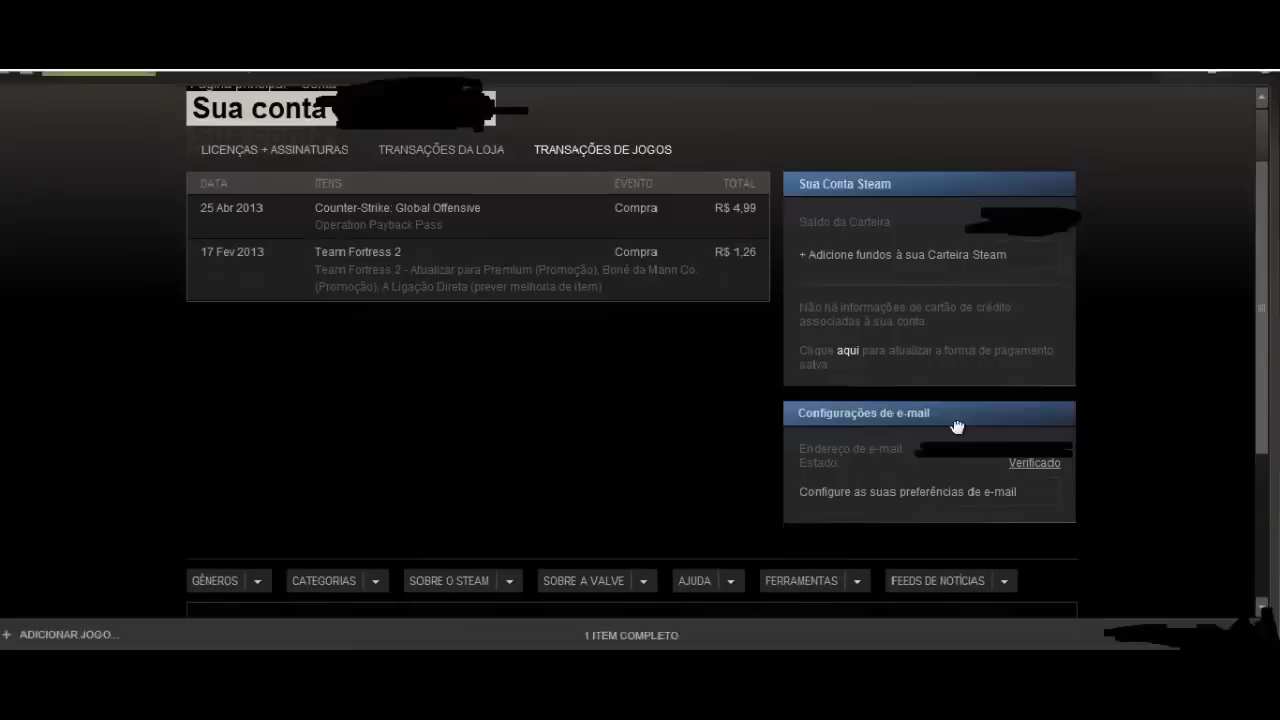 Página principal - Conta
Sua conta
LICENÇAS + ASSINATURAS TRANSAÇÕES DA LOJA TRANSAÇÕES DE JOGOS
DATA ITENS EVENTO TOTAL
25 Abr 2013 Counter-Strike: Global Offensive Compra R$ 4,99
Operation Payback Pass
17 Fev 2013 Team Fortress 2 Compra R$ 1,26
Team Fortress 2 - Atualizar para Premium (Promoção), Boné da Mann Co.
(Promoção), A Ligação Direta (prever melhoria de item)
Sua Conta Steam
Saldo da Carteira
+ Adicione fundos à sua Carteira Steam
Não há informações de cartão de crédito
associadas à sua conta.
Clique aqui para atualizar a forma de pagamento
salva
Configurações de e-mail
Endereço de e-mail
Estado: Verificado
Configure as suas preferências de e-mail
GÊNEROS CATEGORIAS SOBRE O STEAM SOBRE A VALVE AJUDA FERRAMENTAS FEEDS DE NOTÍCIAS
+ ADICIONAR JOGO... 1 ITEM COMPLETO